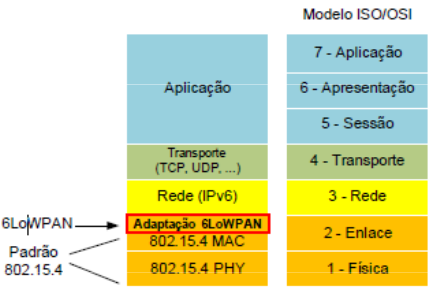 Modelo ISO/OSI
Aplicação
Transporte
(TCP, UDP, ...)
Rede (IPv6)
Adaptação 6LoWPAN
802.15.4 MAC
802.15.4 PHY
7 - Aplicação
6 - Apresentação
5 - Sessão
4 - Transporte
3 - Rede
2 - Enlace
1 - Física
6LoWPAN
Padrão
802.15.4